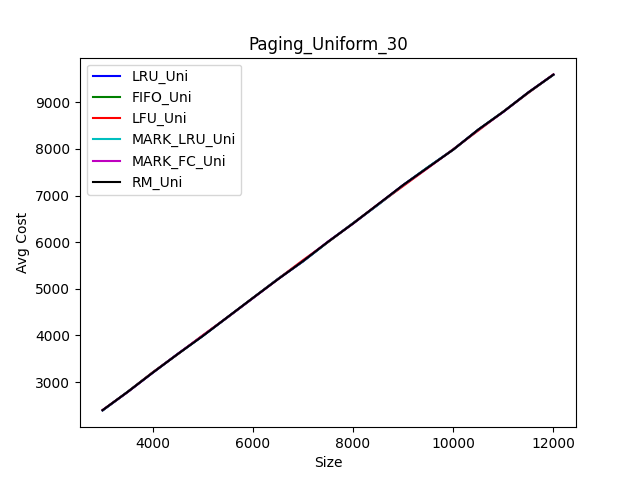 Paging_Uniform_30
LRU_Uni
FIFO_Uni
LFU_Uni
MARK_LRU_Uni
MARK_FC_Uni
RM_Uni
9000
8000
7000
6000
5000
4000
3000
Avg Cost
4000 6000 8000 10000 12000
Size